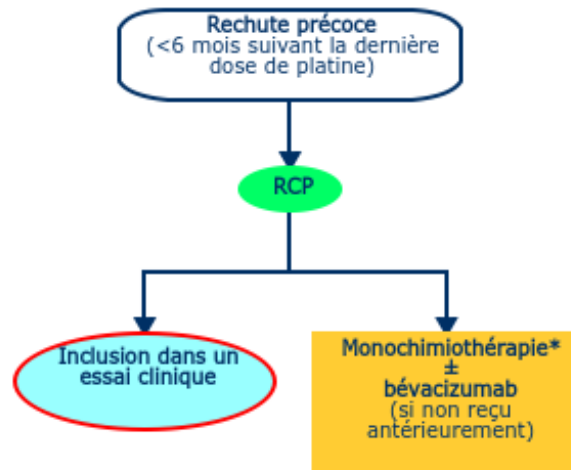 Rechute précoce
(<6 mois suivant la dernière
dose de platine)
RCP
Inclusion dans un
essai clinique
Monochimiothérapie*
±
bévacizumab
(si non reçu
antérieurement)